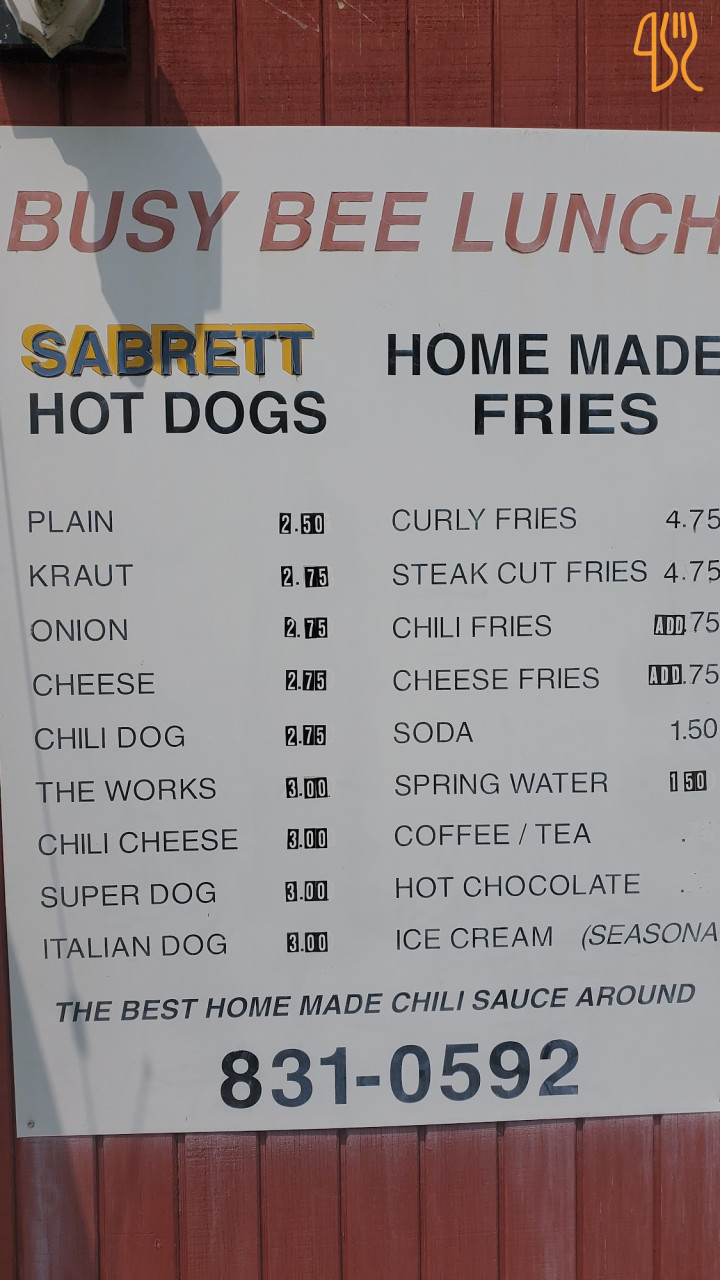 BUSY BEE LUNCH
SABRETT
HOT DOGS
PLAIN 2.50
KRAUT 2.75
ONION 2.75
CHEESE 2.75
CHILI DOG 2.75
THE WORKS 3.00
CHILI CHEESE 3.00
SUPER DOG 3.00
ITALIAN DOG 3.00
HOME MADE
FRIES
CURLY FRIES 4.75
STEAK CUT FRIES 4.75
CHILI FRIES ADD.75
CHEESE FRIES ADD.75
SODA 1.50
SPRING WATER 1 50
COFFEE / TEA .
HOT CHOCOLATE .
ICE CREAM (SEASONA
THE BEST HOME MADE CHILI SAUCE AROUND
831-0592